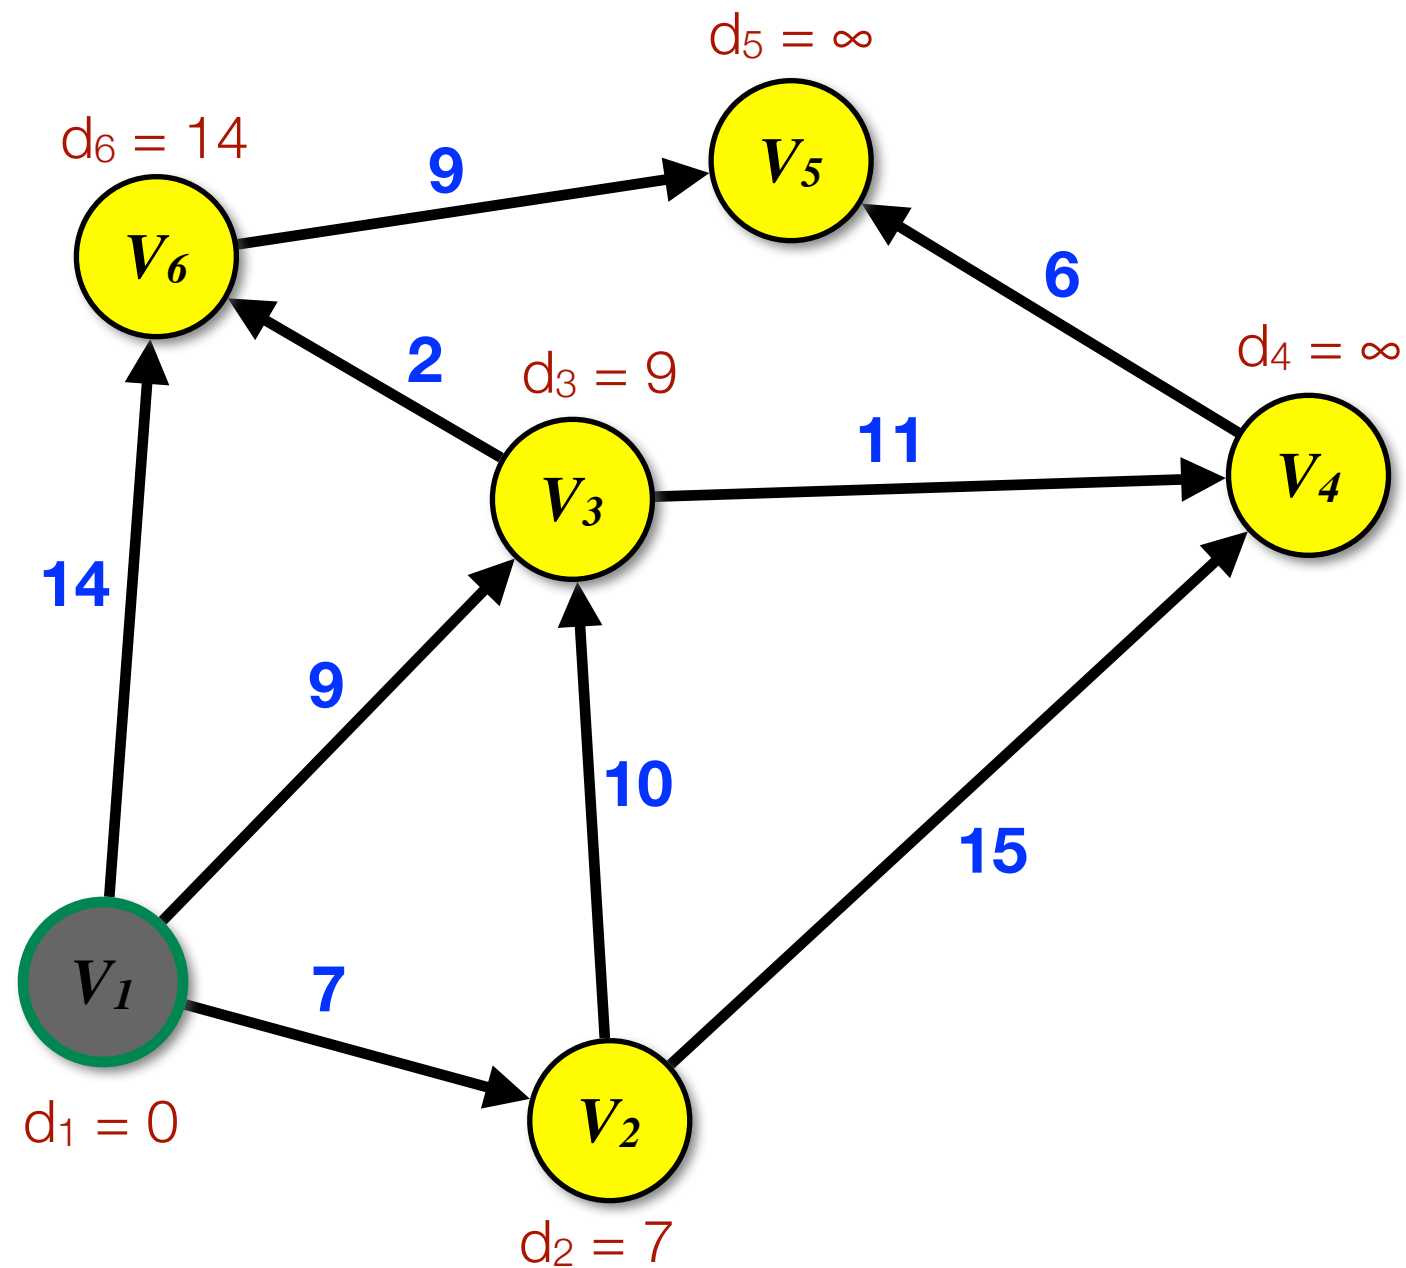 d5 = ∞
d6 = 14
9
V5
V6
6
2
d3 = 9
d4 = ∞
11
V3
V4
14
9
10
15
V1
7
d1 = 0
V2
d2 = 7